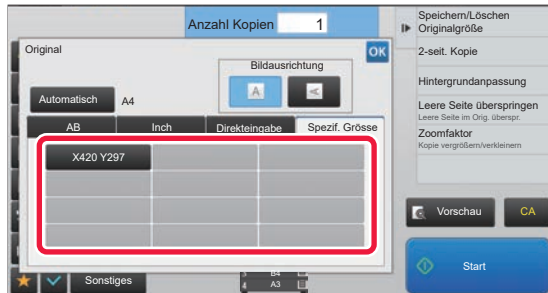 Anzahl Kopien 1
Original
OK
Bildausrichtung
A A
Automatisch A4
AB Inch Direkteingabe Spezif. Grösse
X420 Y297
Sonstiges
B4
4 A3
Speichern/Löschen
Originalgröße
2-seit. Kopie
Hintergrundanpassung
Leere Seite überspringen
Leere Seite im Orig. überspr.
Zoomfaktor
Kopie vergrößern/verkleinern
Vorschau CA
Start